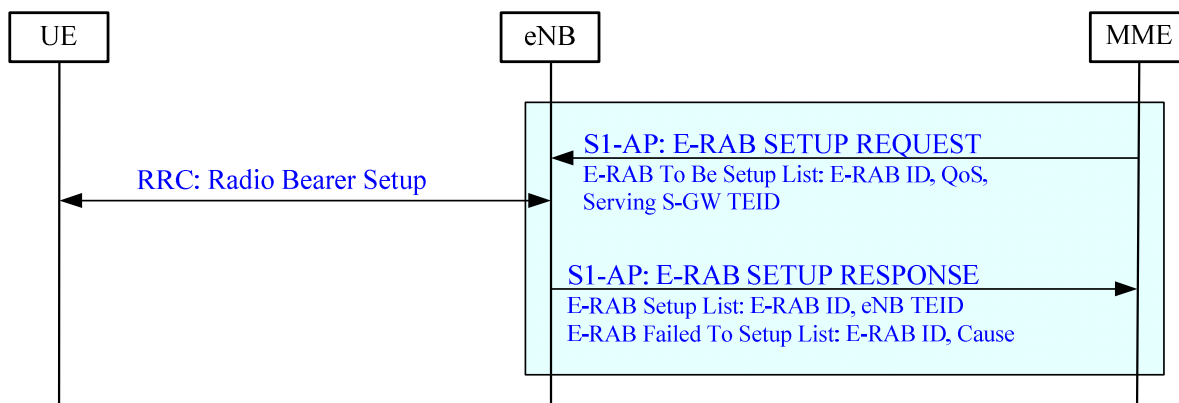 UE
eNB
MME
S1-AP: E-RAB SETUP REQUEST
E-RAB To Be Setup List: E-RAB ID, QoS,
Serving S-GW TEID
RRC: Radio Bearer Setup
S1-AP: E-RAB SETUP RESPONSE
E-RAB Setup List: E-RAB ID, eNB TEID
E-RAB Failed To Setup List: E-RAB ID, Cause